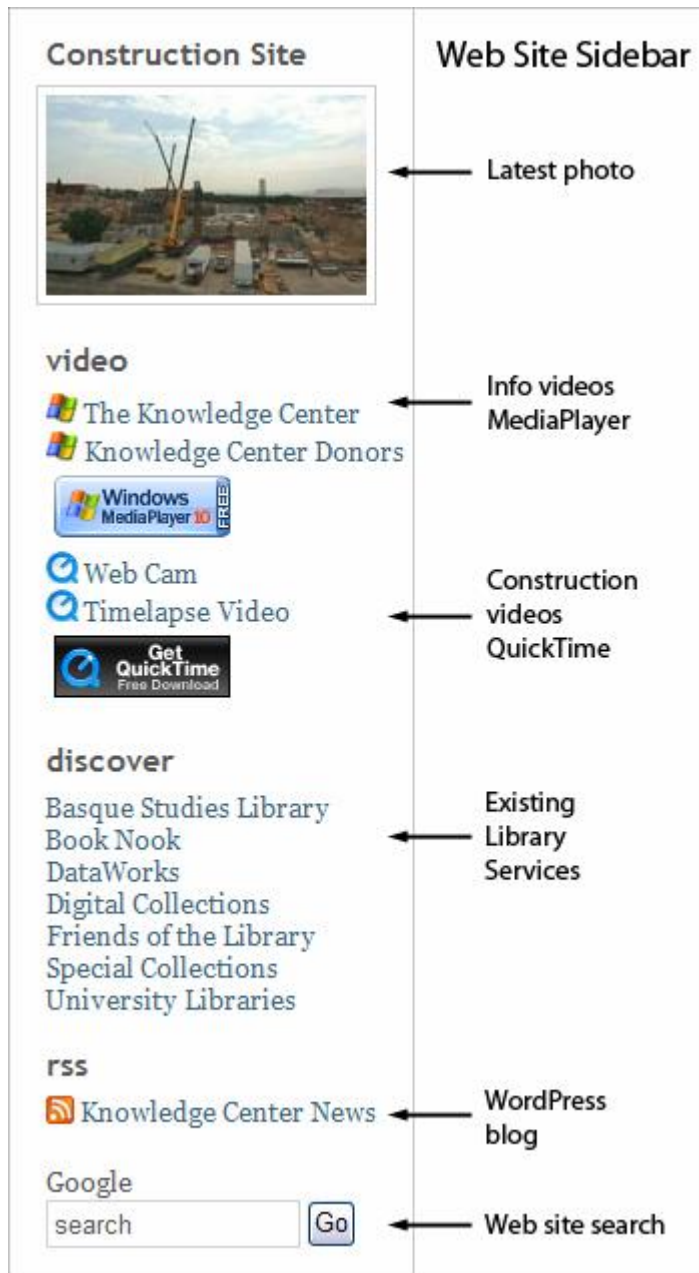 Construction Site
Web Site Sidebar
Latest photo
video
The Knowledge Center
Knowledge Center Donors
Info videos
MediaPlayer
Windows
MediaPlayer 10
FREE
Web Cam
Timelapse Video
Get
QuickTime
Free Download
Construction
videos
QuickTime
discover
Basque Studies Library
Book Nook
DataWorks
Digital Collections
Friends of the Library
Special Collections
University Libraries
Existing
Library
Services
rss
Knowledge Center News
WordPress
blog
Google
search
Go
Web site search